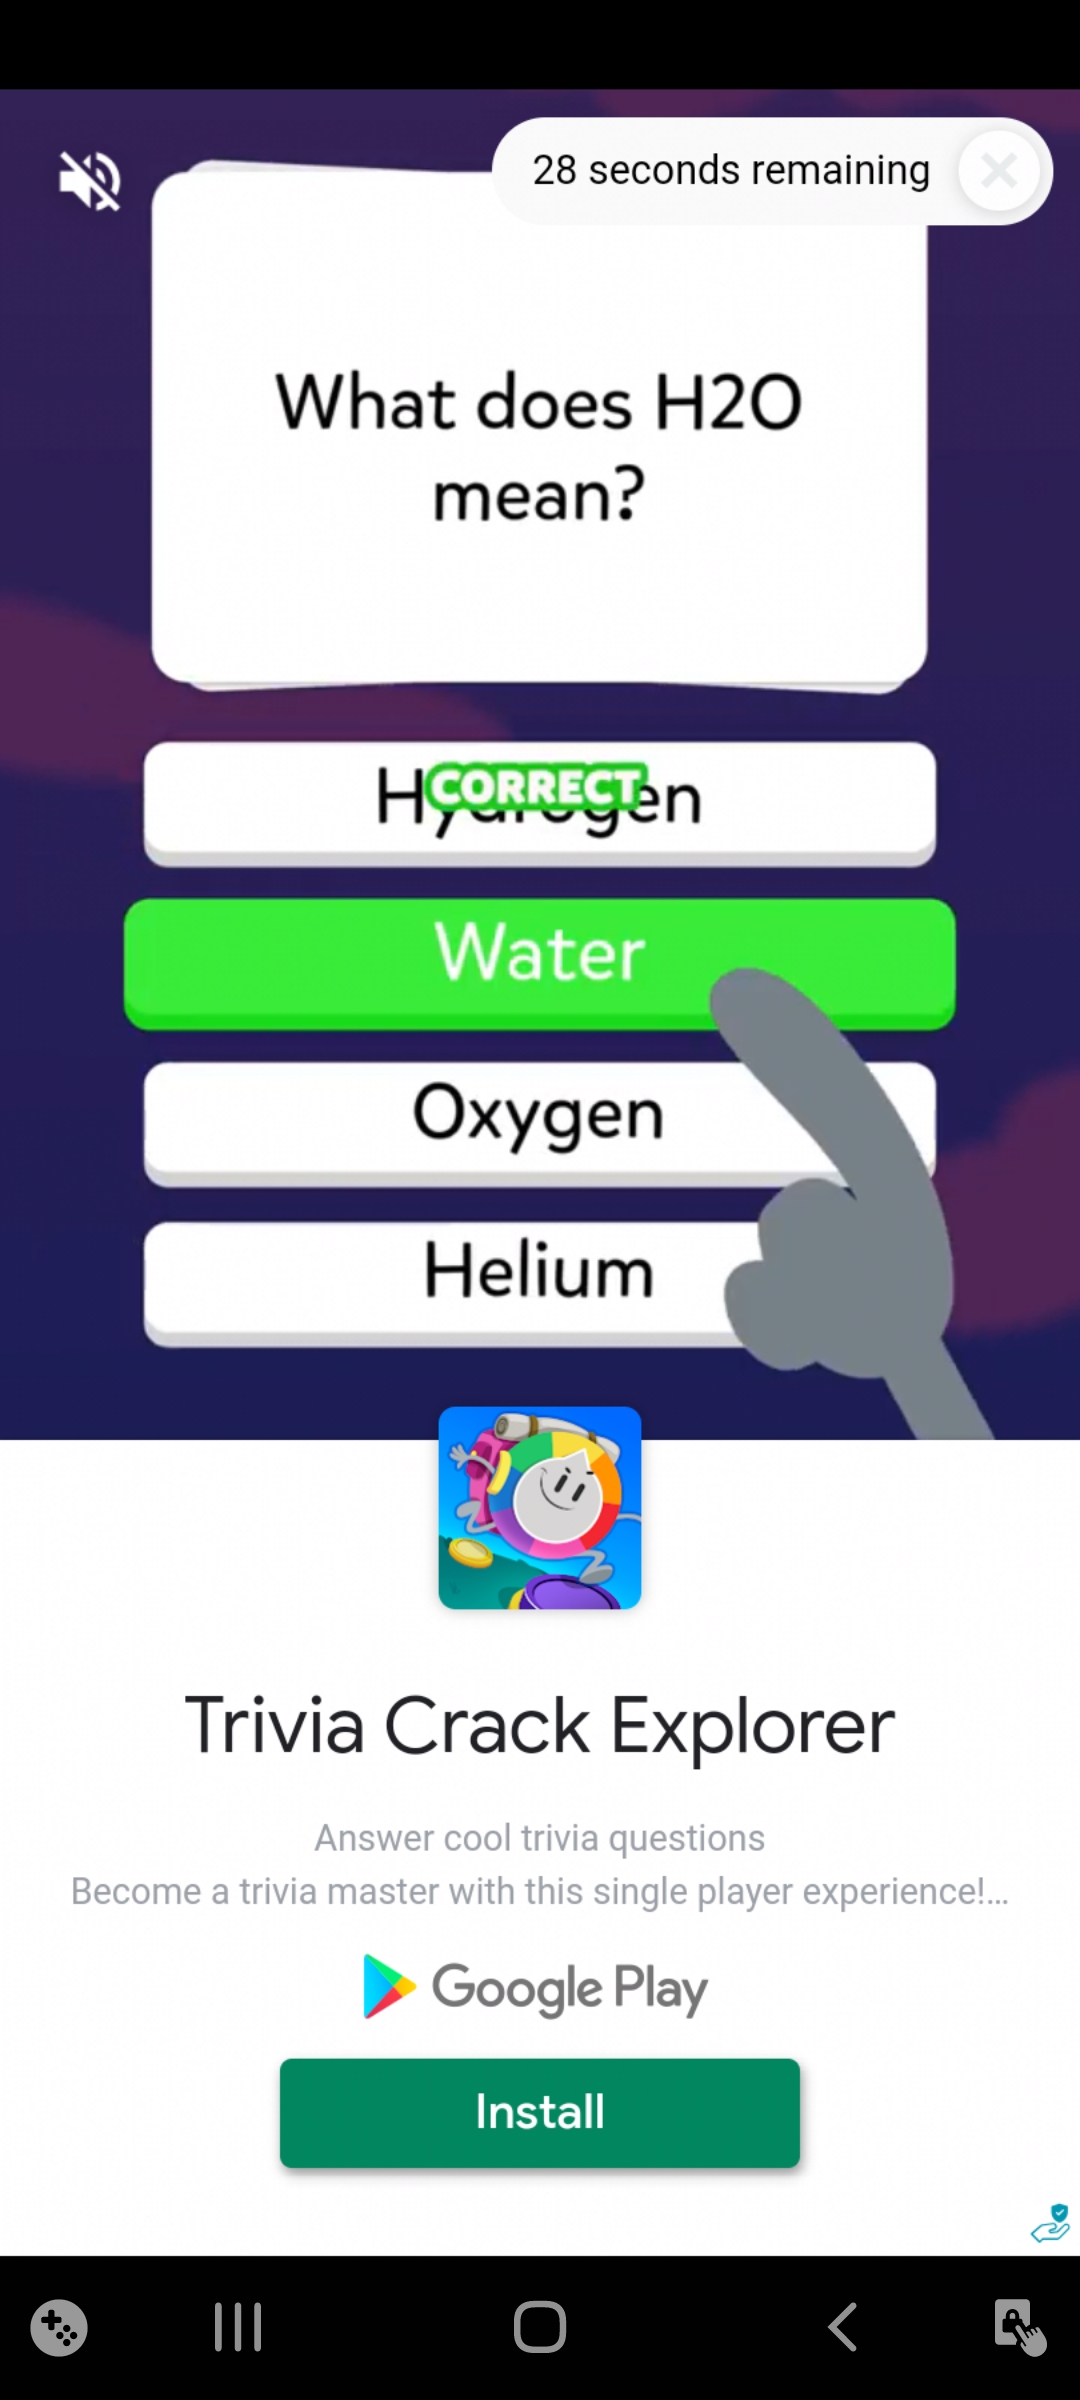 28 seconds remaining
What does H2O
mean?
Hydrogen
CORRECT
Water
Oxygen
Helium
Trivia Crack Explorer
Answer cool trivia questions
Become a trivia master with this single player experience!...
Google Play
Install